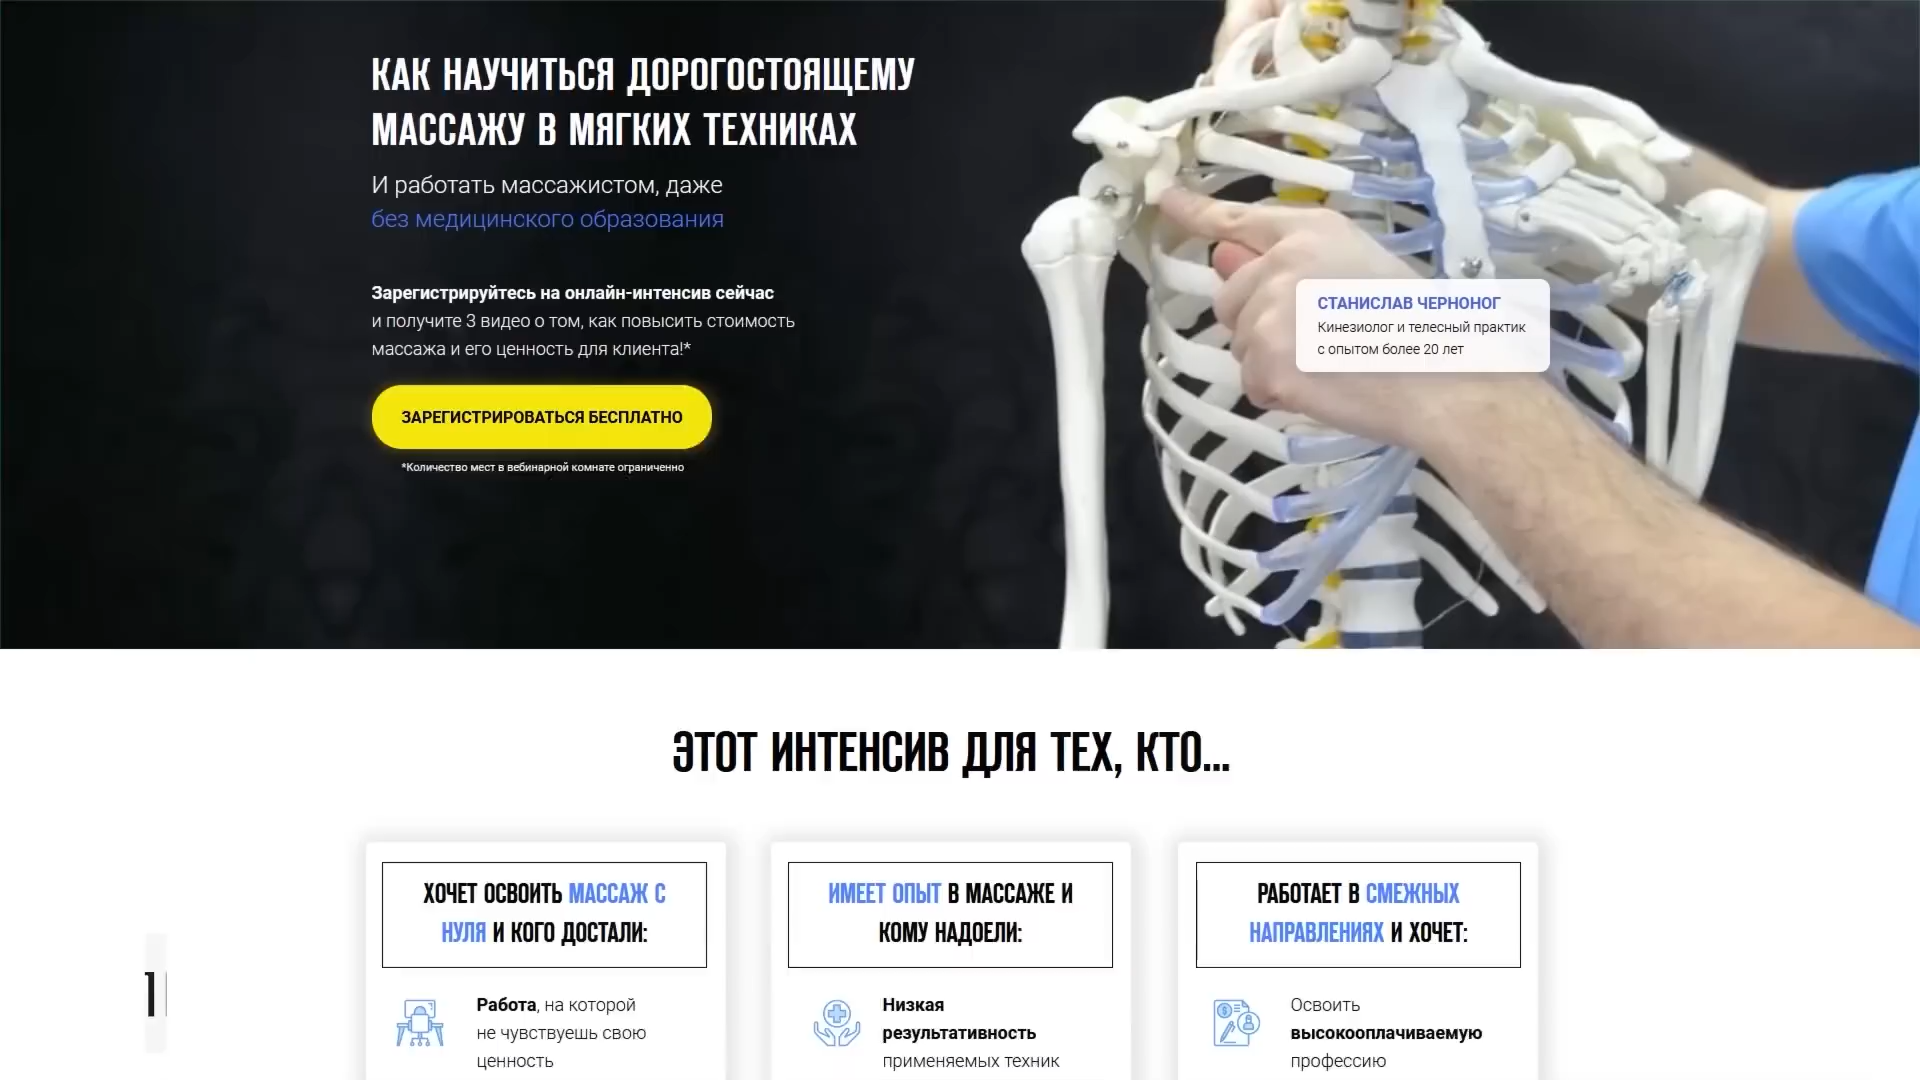 КАК НАУЧИТЬСЯ ДОРОГОСТОЯЩЕМУ
МАССАЖУ В МЯГКИХ ТЕХНИКАХ
И работать массажистом, даже
без медицинского образования
Зарегистрируйтесь на онлайн-интенсив сейчас
и получите 3 видео о том, как повысить стоимость
массажа и его ценность для клиента!*
ЗАРЕГИСТРИРОВАТЬСЯ БЕСПЛАТНО
*Количество мест в вебинарной комнате ограниченно
СТАНИСЛАВ ЧЕРНОНОГ
Кинезиолог и телесный практик
с опытом более 20 лет
ЭТОТ ИНТЕНСИВ ДЛЯ ТЕХ, КТО...
ХОЧЕТ ОСВОИТЬ МАССАЖ С
НУЛЯ И КОГО ДОСТАЛИ:
Работа, на которой
не чувствуешь свою
ценность
ИМЕЕТ ОПЫТ В МАССАЖЕ И
КОМУ НАДОЕЛИ:
Низкая
результативность
применяемых техник
РАБОТАЕТ В СМЕЖНЫХ
НАПРАВЛЕНИЯХ И ХОЧЕТ:
Освоить
высокооплачиваемую
профессию